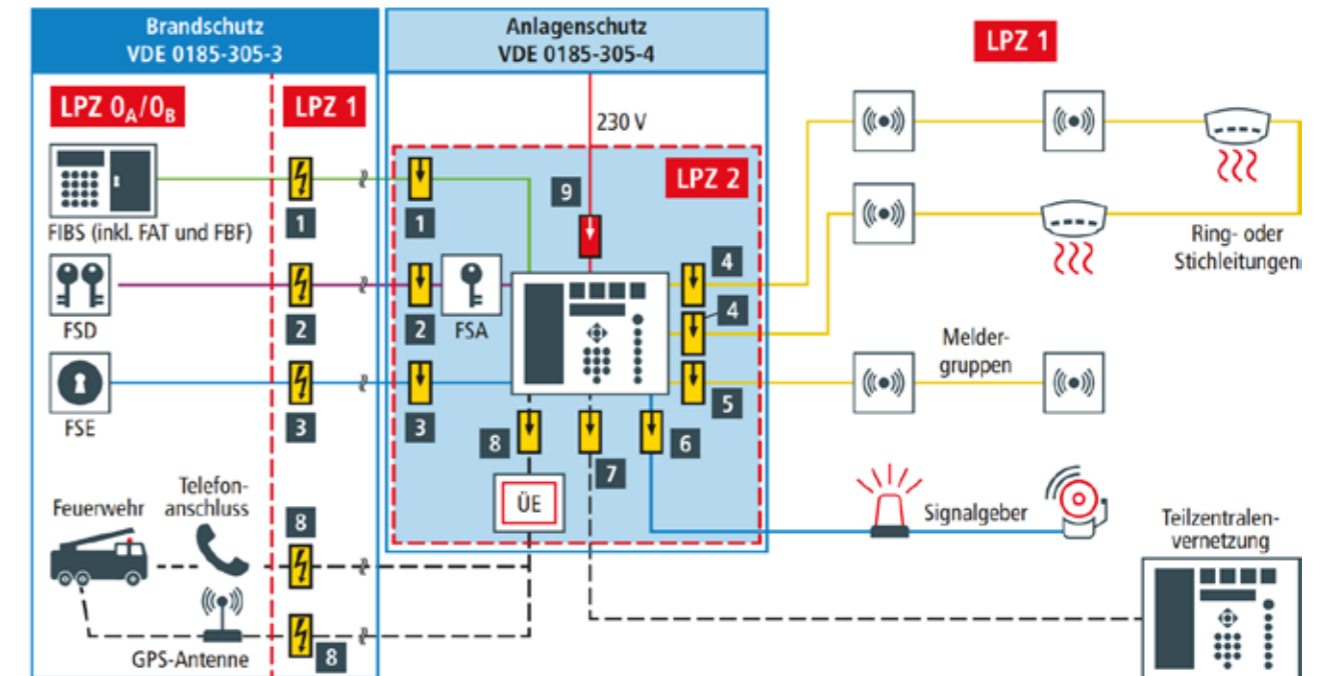 Brandschutz
VDE 0185-305-3
Anlagenschutz
VDE 0185-305-4
LPZ 1
LPZ 0A/0B
LPZ 1
230 V
LPZ 2
9
FIBS (inkl. FAT und FBF)
1
1
4
Ring- oder
Stichleitungen
FSD
2
2
FSA
4
Melder-
gruppen
FSE
3
3
5
8
7
6
Telefon-
anschluss
Feuerwehr
8
ÜE
Signalgeber
Teilzentralen-
vernetzung
GPS-Antenne
8